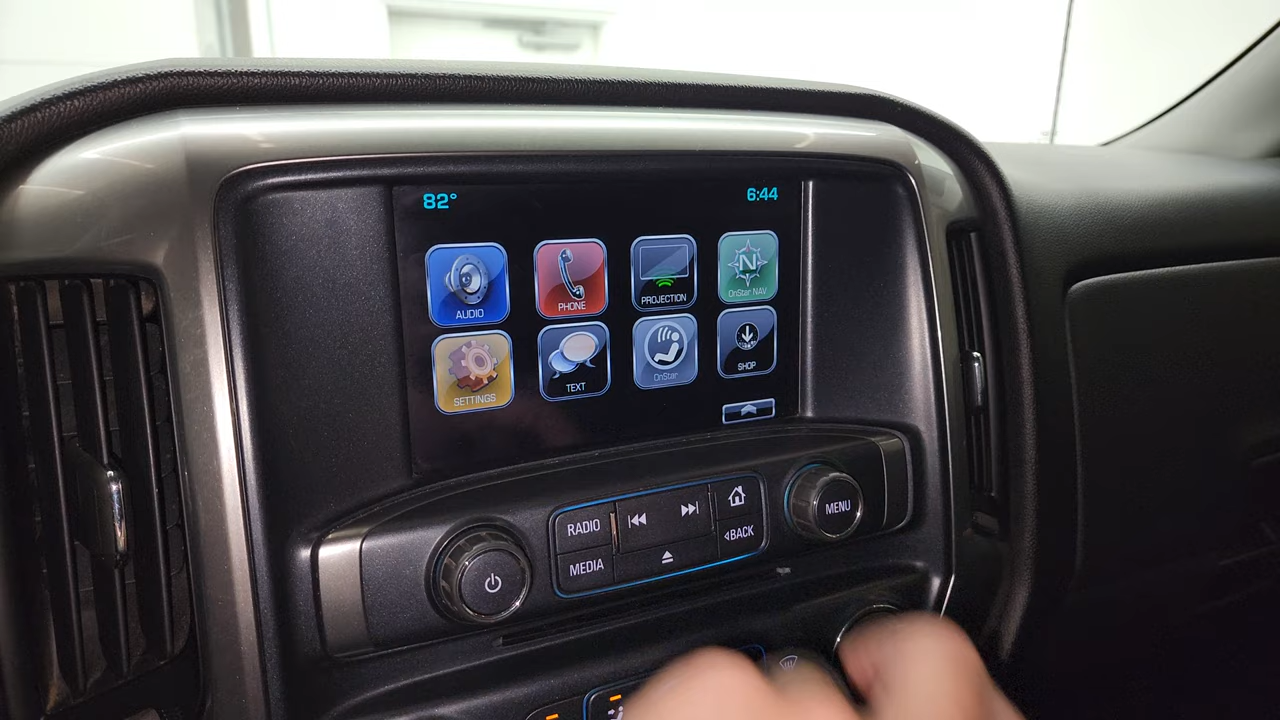 82° 6:44
AUDIO PHONE PROJECTION OnStar NAV
N
SETTINGS TEXT OnStar SHOP
RADIO
MEDIA
BACK
MENU